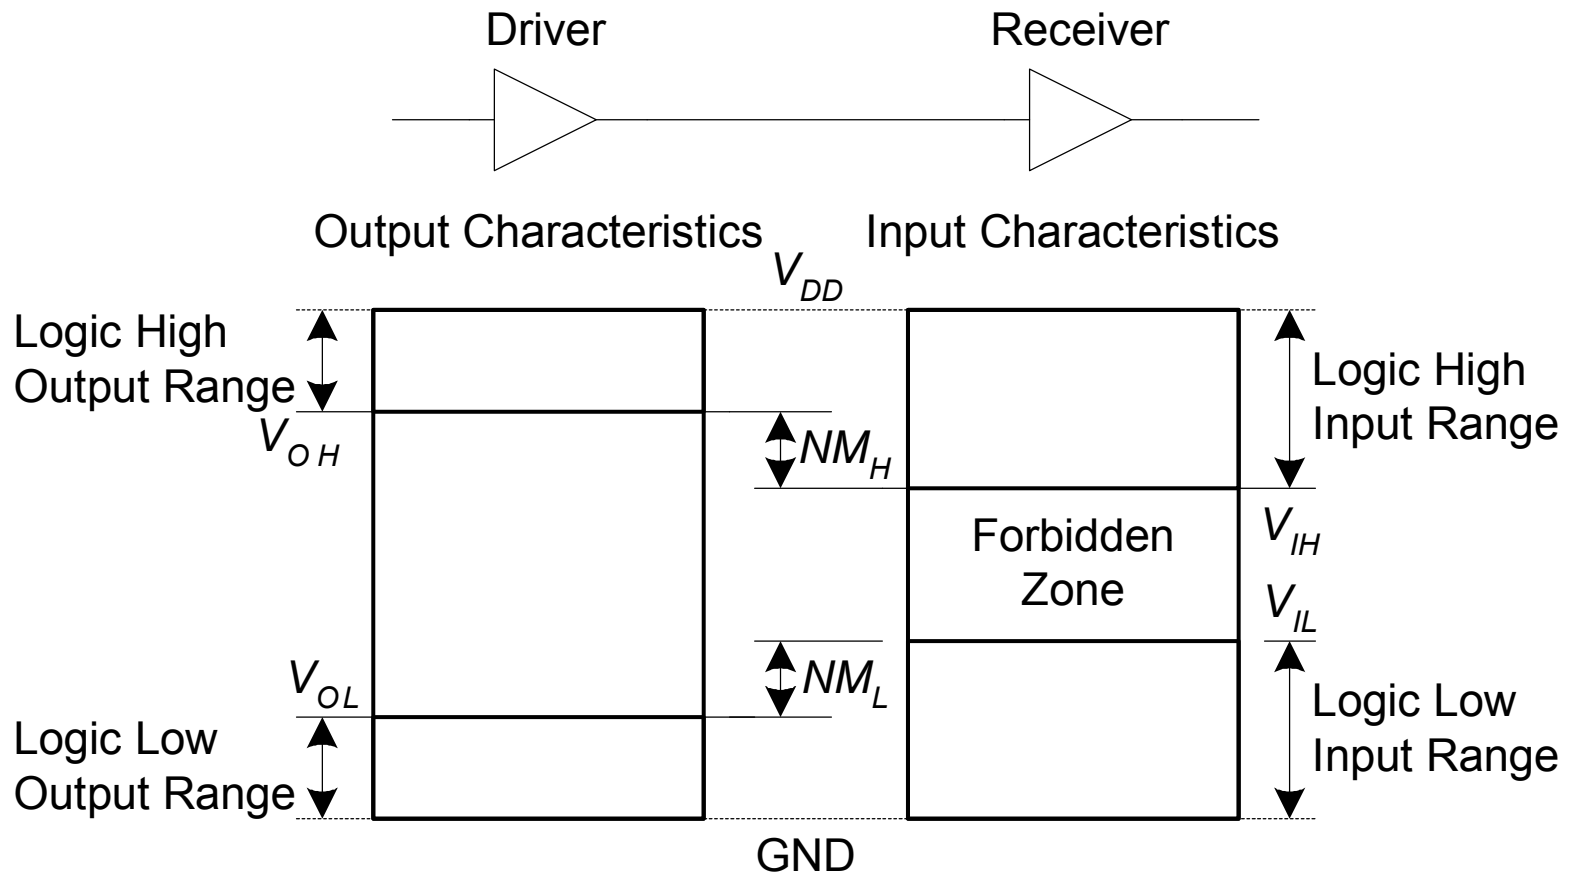 Driver
Receiver
Output Characteristics
Input Characteristics
VDD
Logic High
Output Range
VOH
NMH
Logic High
Input Range
Forbidden
Zone
VIH
VIL
VOL
NML
Logic Low
Output Range
Logic Low
Input Range
GND